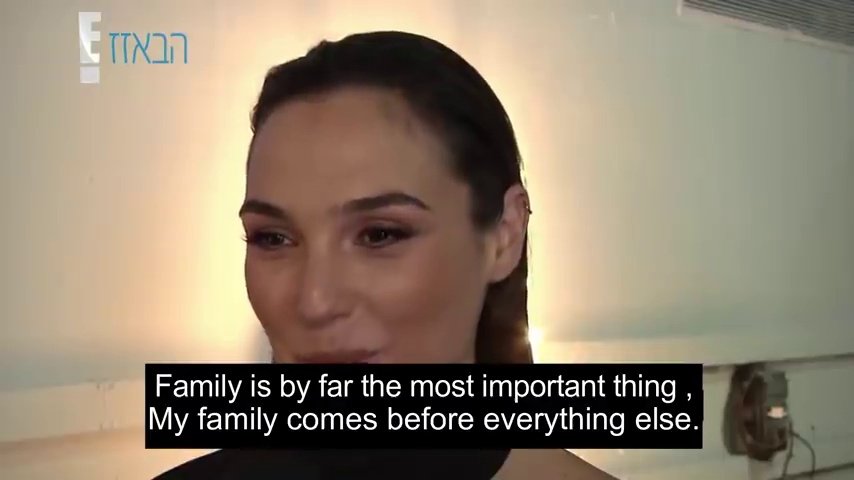 E!
הבאזז
Family is by far the most important thing ,
My family comes before everything else.